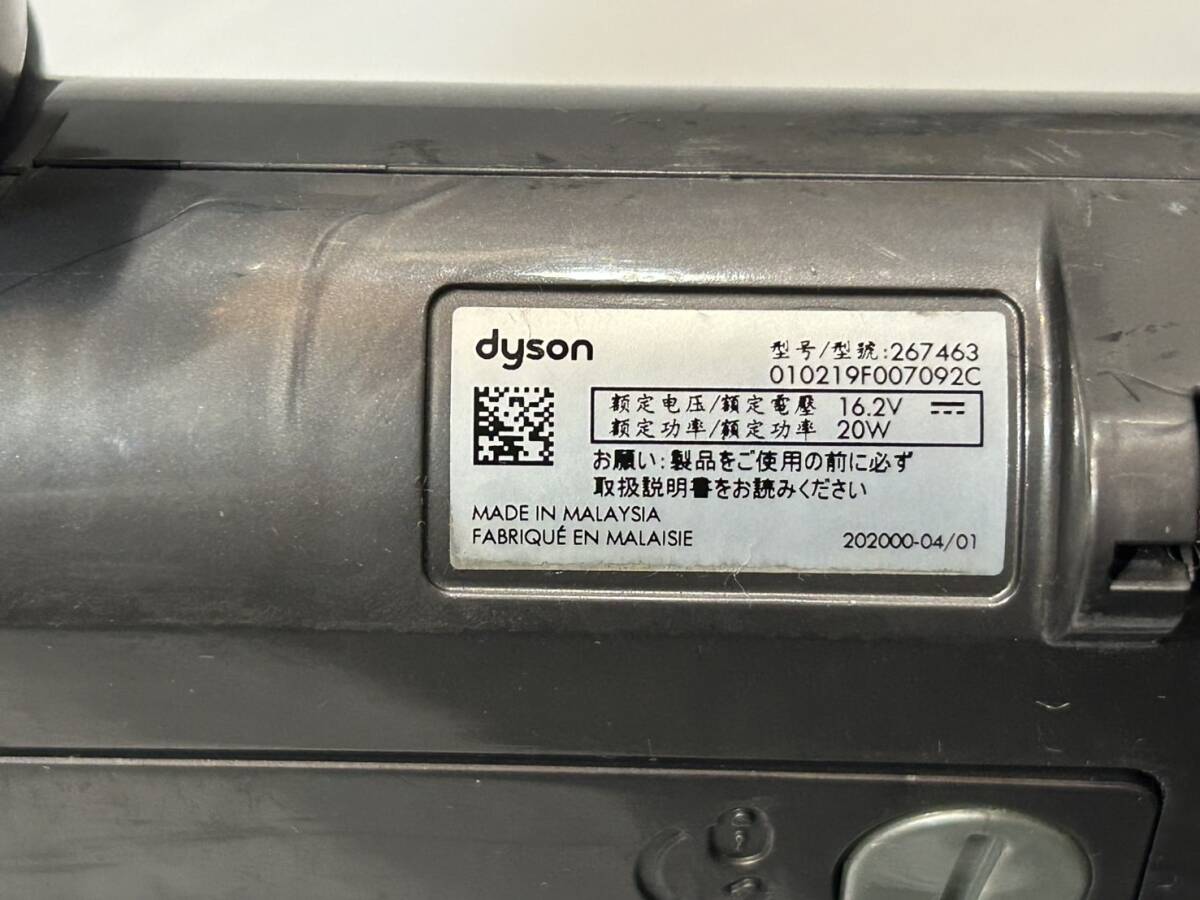 dyson
型号/型號:267463
010219F007092C
额定电压/額定電壓 16.2V
额定功率/額定功率 20W
お願い:製品をご使用の前に必ず
取扱説明書をお読みください
MADE IN MALAYSIA
FABRIQUÉ EN MALAISIE
202000-04/01